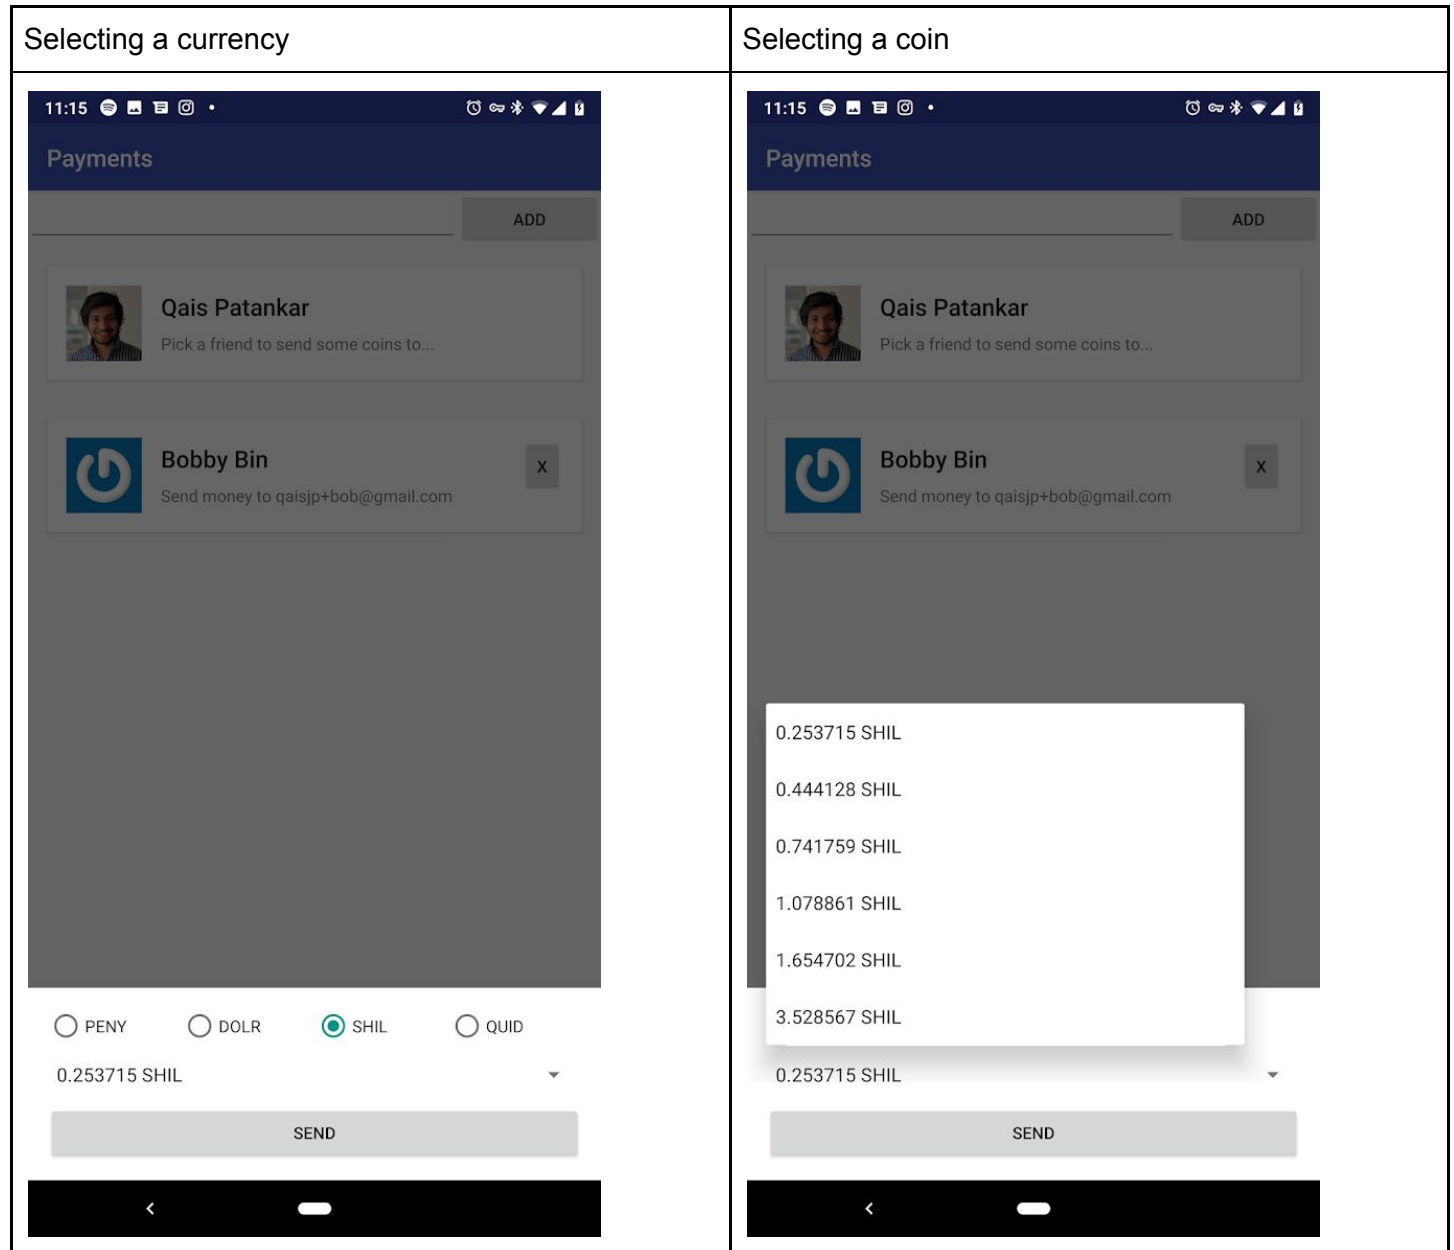 Selecting a currency
Selecting a coin
11:15
Payments
ADD
Qais Patankar
Pick a friend to send some coins to...
Bobby Bin
X
Send money to qaisjp+bob@gmail.com
PENY DOLR SHIL QUID
0.253715 SHIL
SEND
11:15
Payments
ADD
Qais Patankar
Pick a friend to send some coins to...
Bobby Bin
X
Send money to qaisjp+bob@gmail.com
0.253715 SHIL
0.444128 SHIL
0.741759 SHIL
1.078861 SHIL
1.654702 SHIL
3.528567 SHIL
0.253715 SHIL
SEND